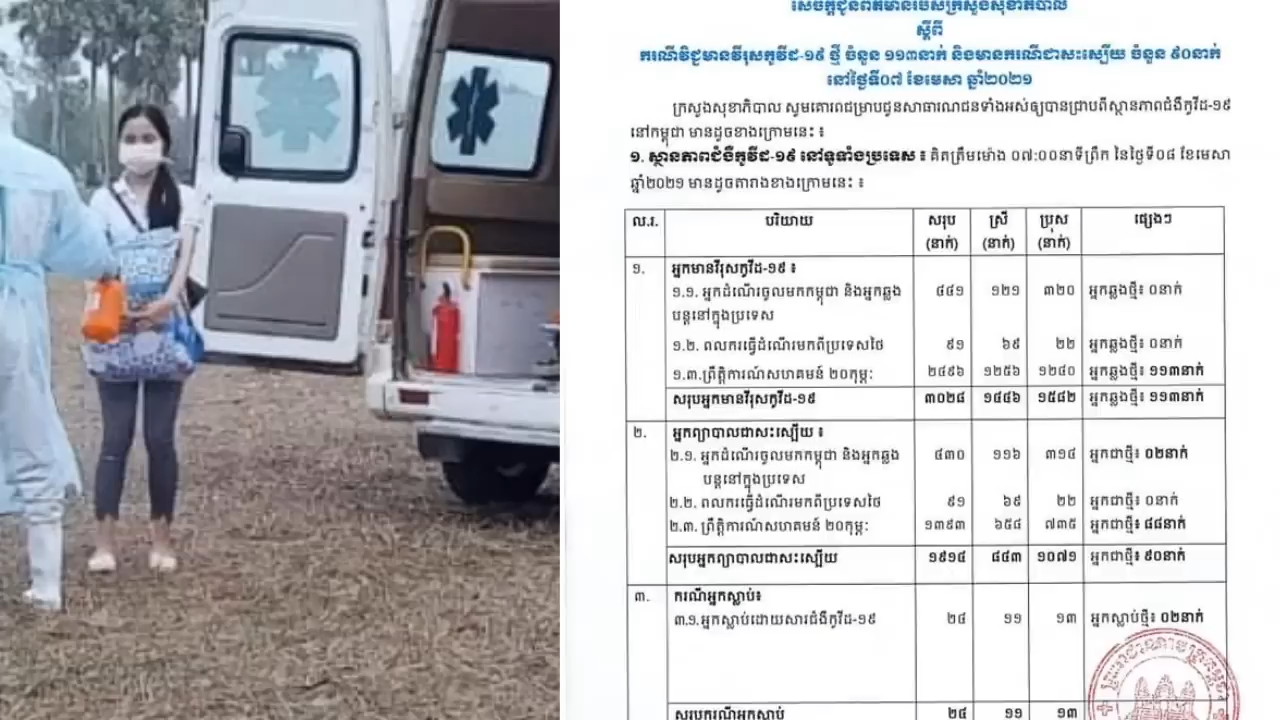 សេចក្តីជូនព័ត៌មានរបស់ក្រសួងសុខាភិបាល
ស្តីពី
ករណីវិជ្ជមានវីរុសកូវីដ-១៩ ថ្មី ចំនួន ១១៣នាក់ និងមានករណីជាសះស្បើយ ចំនួន ៩០នាក់
នៅថ្ងៃទី០៧ ខែមេសា ឆ្នាំ២០២១
ក្រសួងសុខាភិបាល សូមគោរពជម្រាបជូនសាធារណជនទាំងអស់ឲ្យបានជ្រាបពីស្ថានភាពជំងឺកូវីដ-១៩
នៅកម្ពុជា មានដូចខាងក្រោមនេះ ៖
១. ស្ថានភាពជំងឺកូវីដ-១៩ នៅទូទាំងប្រទេស ៖ គិតត្រឹមម៉ោង ០៧:០០នាទីព្រឹក នៃថ្ងៃទី០៨ ខែមេសា
ឆ្នាំ២០២១ មានដូចតារាងខាងក្រោមនេះ ៖
ល.រ. បរិយាយ សរុប (នាក់) ស្រី (នាក់) ប្រុស (នាក់) ផ្សេងៗ
១. អ្នកមានវីរុសកូវីដ-១៩ ៖
១.១. អ្នកដំណើរចូលមកកម្ពុជា និងអ្នកឆ្លង ៤៤១ ១២១ ៣២០ អ្នកឆ្លងថ្មី៖ ០នាក់
បន្តនៅក្នុងប្រទេស
១.២. ពលករធ្វើដំណើរមកពីប្រទេសថៃ ៩១ ៦៩ ២២ អ្នកឆ្លងថ្មី៖ ០នាក់
១.៣.ព្រឹត្តិការណ៍សហគមន៍ ២០កុម្ភៈ ២៤៩៦ ១២៥៦ ១២៤០ អ្នកឆ្លងថ្មី៖ ១១៣នាក់
សរុបអ្នកមានវីរុសកូវីដ-១៩ ៣០២៨ ១៤៤៦ ១៥៨២ អ្នកឆ្លងថ្មី៖ ១១៣នាក់
២. អ្នកព្យាបាលជាសះស្បើយ ៖
២.១. អ្នកដំណើរចូលមកកម្ពុជា និងអ្នកឆ្លង ៤៣០ ១១៦ ៣១៤ អ្នកជាថ្មី៖ ០២នាក់
បន្តនៅក្នុងប្រទេស
២.២. ពលករធ្វើដំណើរមកពីប្រទេសថៃ ៩១ ៦៩ ២២ អ្នកជាថ្មី៖ ០នាក់
២.៣. ព្រឹត្តិការណ៍សហគមន៍ ២០កុម្ភៈ ១៣៩៣ ៦៥៨ ៧៣៥ អ្នកជាថ្មី៖ ៨៨នាក់
សរុបអ្នកព្យាបាលជាសះស្បើយ ១៩១៤ ៨៤៣ ១០៧១ អ្នកជាថ្មី៖ ៩០នាក់
៣. ករណីអ្នកស្លាប់៖
៣.១.អ្នកស្លាប់ដោយសារជំងឺកូវីដ-១៩ ២៤ ១១ ១៣ អ្នកស្លាប់ថ្មី៖ ០២នាក់
សរុបករណីអ្នកស្លាប់ ២៤ ១១ ១៣